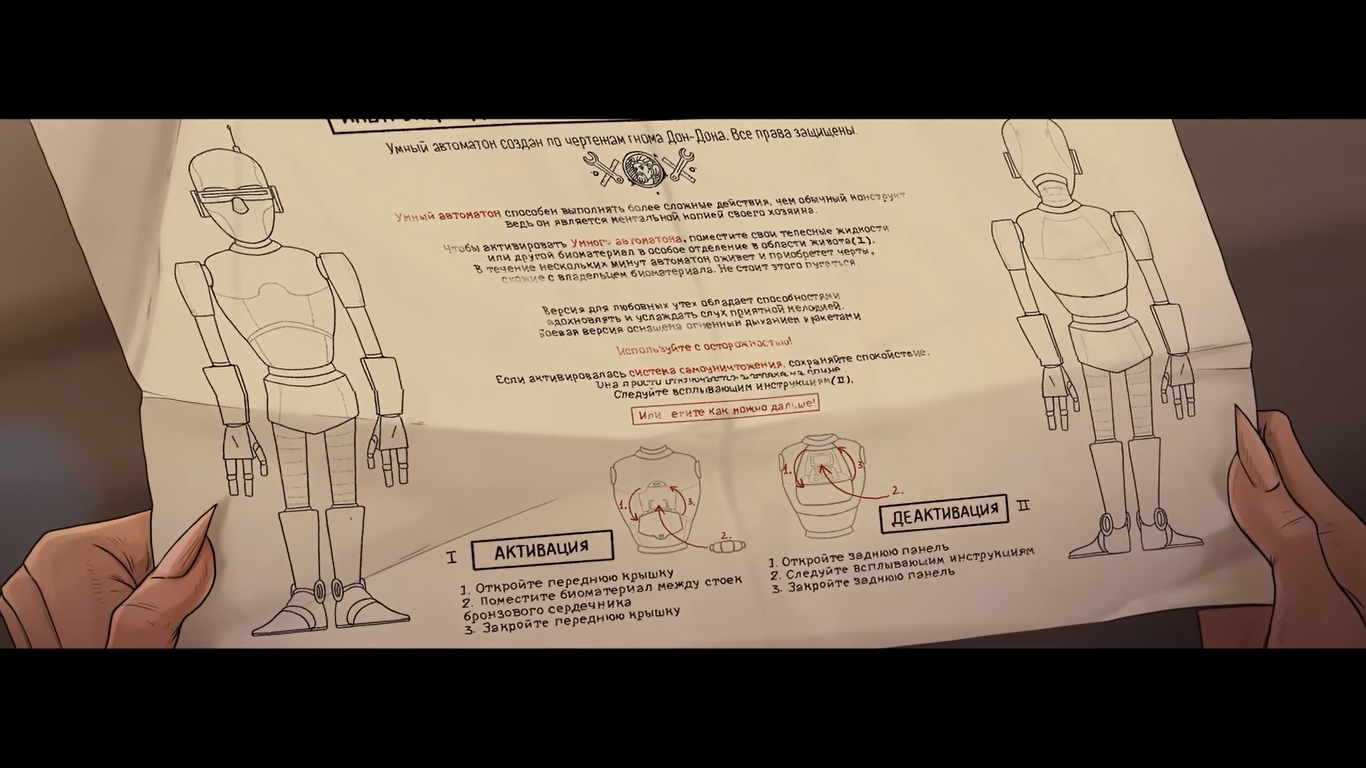 Умный автоматон создан по чертежам гнома Дон-Дона. Все права защищены.
Умный автоматон способен выполнять более сложные действия, чем обычный конструкт
ведь он является ментальной копией своего хозяина.
Чтобы активировать Умного автоматона, поместите свои телесные жидкости
или другой биоматериал в особое отделение в области живота(I).
В течение нескольких минут автоматон оживет и приобретет черты,
схожие с владельцем биоматериала. Не стоит этого пугаться
Версия для любовных утех обладает способностями
вдохновлять и услаждать слух приятной мелодией.
Боевая версия оснащена огненным дыханием и ракетами
Используйте с осторожностью!
Если активировалась система самоуничтожения, сохраняйте спокойствие.
Она просто отключается на спине.
Следуйте всплывающим инструкциям(II).
Или как можно дальше!
1.
3.
2.
1.
3.
2.
I АКТИВАЦИЯ
1. Откройте переднюю крышку
2. Поместите биоматериал между стоек
бронзового сердечника
3. Закройте переднюю крышку
ДЕАКТИВАЦИЯ II
1. Откройте заднюю панель
2. Следуйте всплывающим инструкциям
3. Закройте заднюю панель